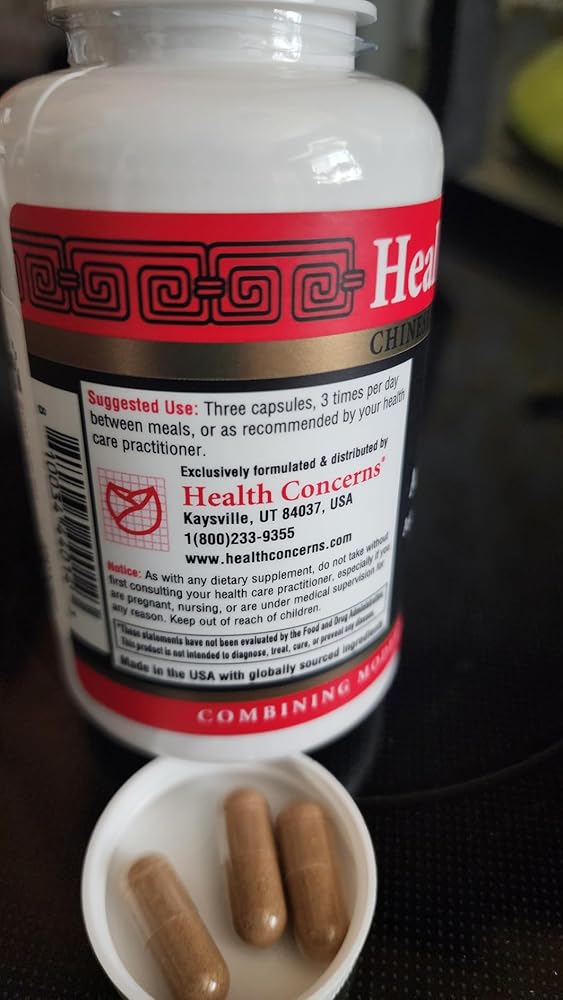 Heal
CHINES
Suggested Use: Three capsules, 3 times per day
between meals, or as recommended by your health
care practitioner.
Exclusively formulated & distributed by
Health Concerns®
Kaysville, UT 84037, USA
1(800)233-9355
www.healthconcerns.com
Notice: As with any dietary supplement, do not take without
first consulting your health care practitioner, especially if you
are pregnant, nursing, or are under medical supervision for
any reason. Keep out of reach of children.
*These statements have not been evaluated by the Food and Drug Administration.
This product is not intended to diagnose, treat, cure, or prevent any disease.
Made in the USA with globally sourced ingredients
COMBINING MOD